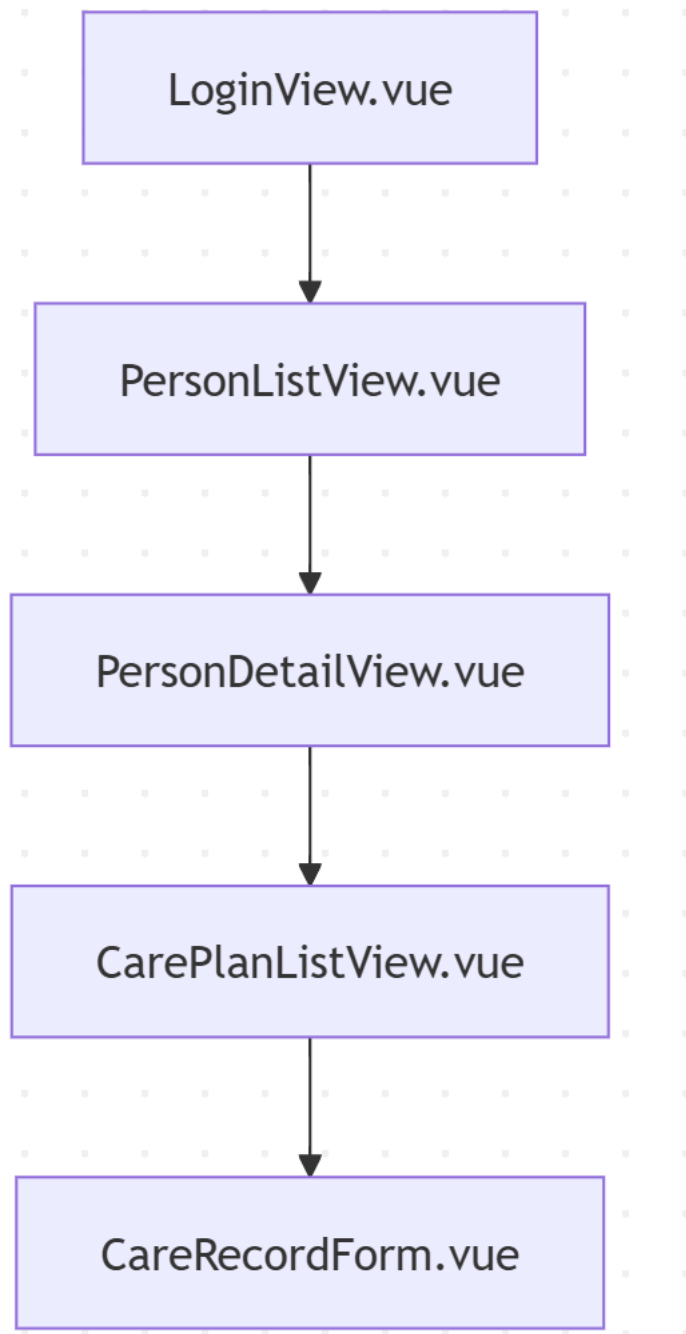 LoginView.vue
PersonListView.vue
PersonDetailView.vue
CarePlanListView.vue
CareRecordForm.vue